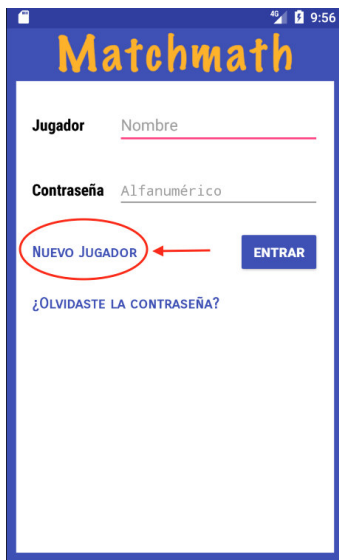 4G 9:56
Matchmath
Jugador Nombre
Contraseña Alfanumérico
NUEVO JUGADOR ENTRAR
¿OLVIDASTE LA CONTRASEÑA?